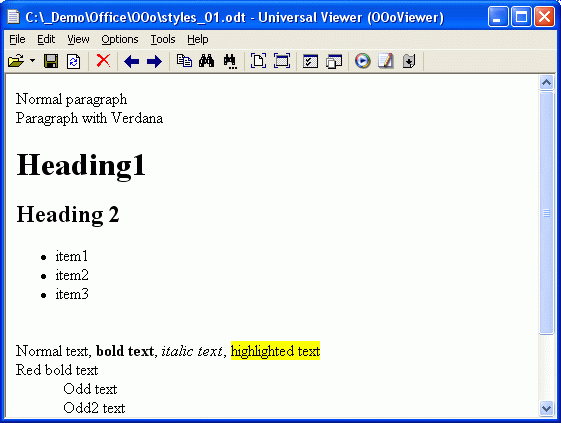 C:\_Demo\Office\OOo\styles_01.odt - Universal Viewer (OOoViewer)
File Edit View Options Tools Help
Normal paragraph
Paragraph with Verdana
Heading1
Heading 2
• item1
• item2
• item3
Normal text, bold text, italic text, highlighted text
Red bold text
Odd text
Odd2 text